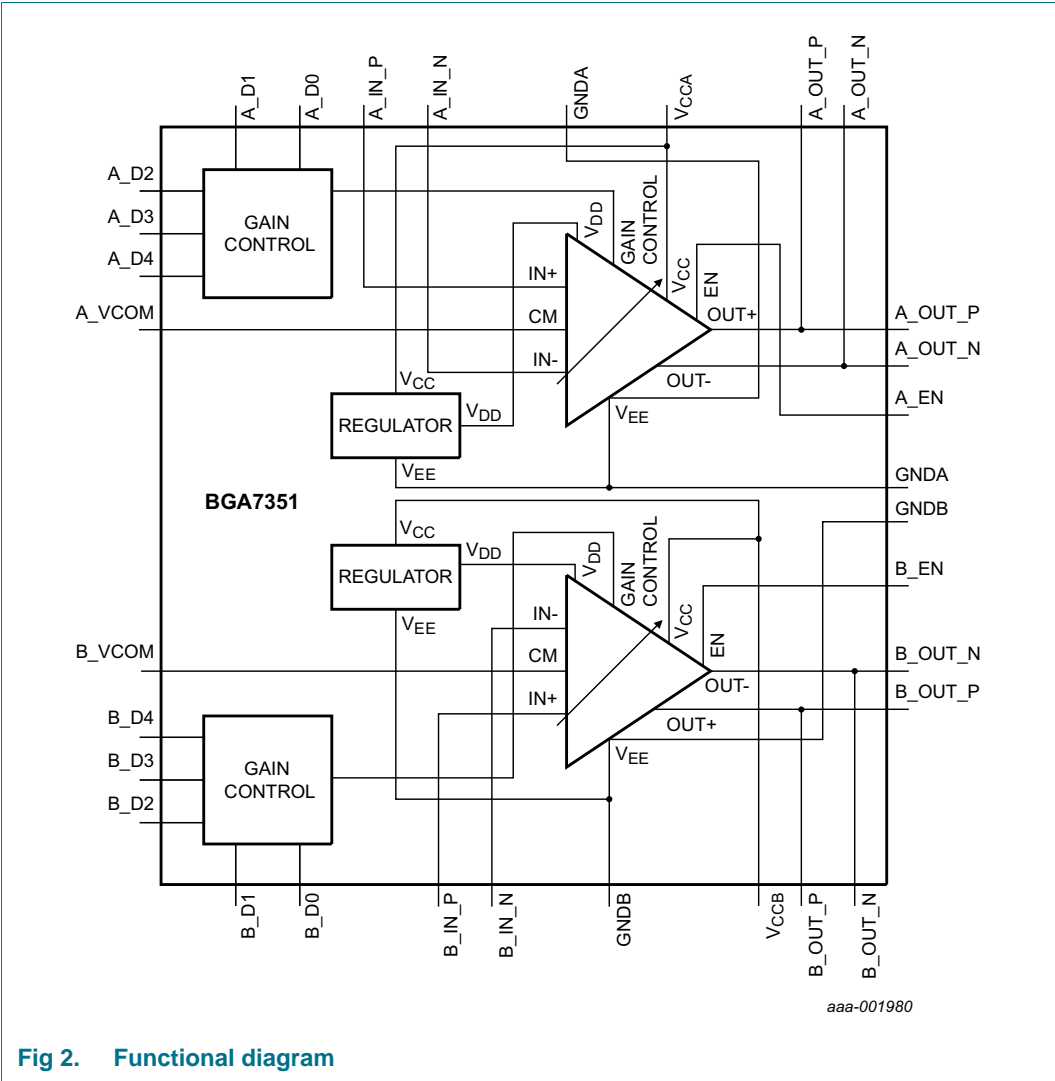 A_D1
A_D0
A_IN_P
A_IN_N
GNDA
VCCA
A_OUT_P
A_OUT_N
A_D2
A_D3
A_D4
A_VCOM
GAIN
CONTROL
VDD
GAIN
CONTROL
VCC
EN
IN+
CM
IN-
OUT+
OUT-
VEE
A_OUT_P
A_OUT_N
A_EN
GNDA
GNDB
VCC
REGULATOR
VDD
VEE
BGA7351
VCC
REGULATOR
VDD
VEE
VDD
GAIN
CONTROL
VCC
EN
IN-
CM
IN+
OUT-
OUT+
VEE
B_EN
B_OUT_N
B_OUT_P
B_VCOM
B_D4
B_D3
B_D2
GAIN
CONTROL
B_D1
B_D0
B_IN_P
B_IN_N
GNDB
VCCB
B_OUT_P
B_OUT_N
aaa-001980
Fig 2. Functional diagram